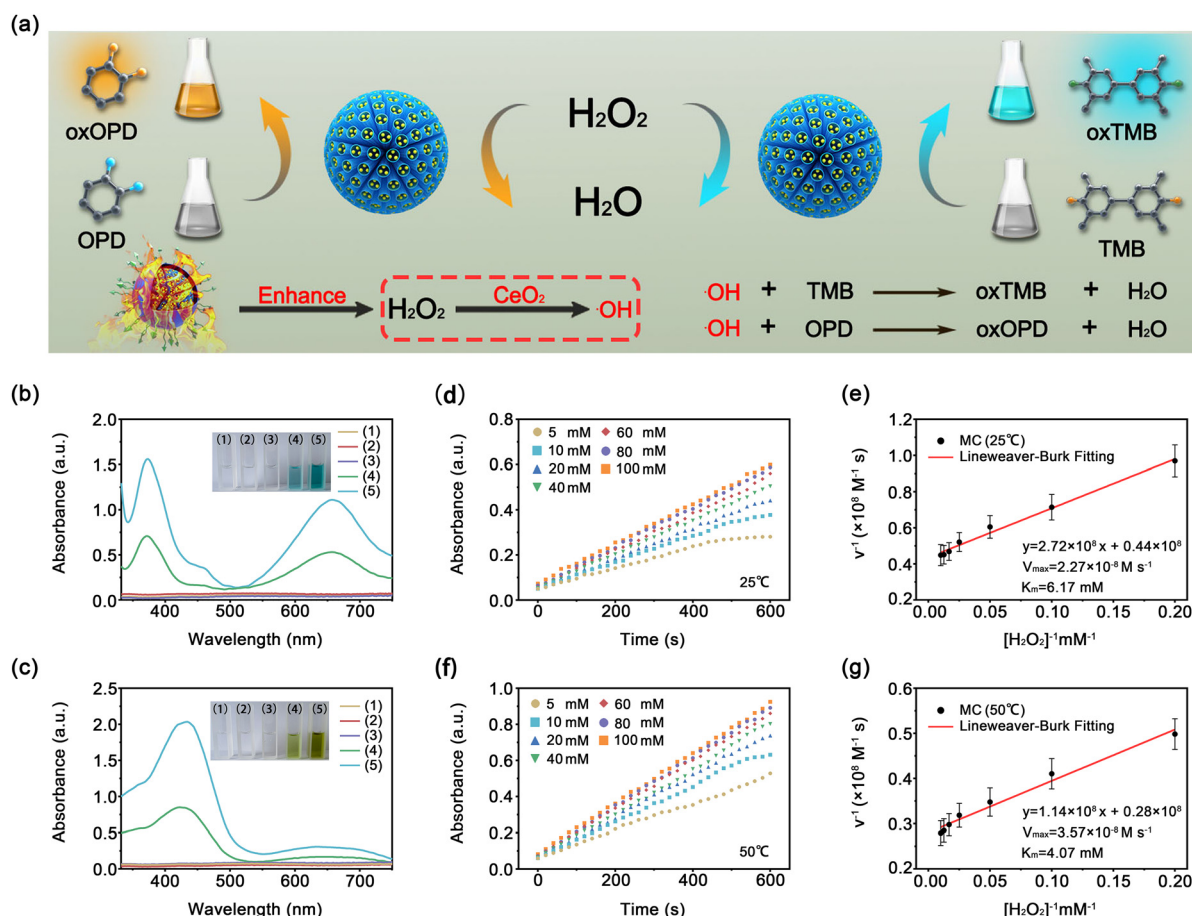 (a)
oxOPD
OPD
H₂O₂
H₂O
oxTMB
TMB
Enhance
H₂O₂
CeO₂
·OH
·OH + TMB oxTMB + H₂O
·OH + OPD oxOPD + H₂O
(b)
Absorbance (a.u.)
2.0
1.5
1.0
0.5
0.0
400 500 600 700
Wavelength (nm)
(1) (2) (3) (4) (5)
(1)
(2)
(3)
(4)
(5)
(d)
Absorbance (a.u.)
0.8
0.6
0.4
0.2
0.0
0 100 200 300 400 500 600
Time (s)
5 mM
10 mM
20 mM
40 mM
60 mM
80 mM
100 mM
25℃
(e)
v⁻¹ (×10⁸ M⁻¹ s)
1.2
1.0
0.8
0.6
0.4
0.2
0.00 0.05 0.10 0.15 0.20
[H₂O₂]⁻¹mM⁻¹
MC (25℃)
Lineweaver-Burk Fitting
y=2.72×10⁸ x + 0.44×10⁸
Vmax=2.27×10⁻⁸ M s⁻¹
Km=6.17 mM
(c)
Absorbance (a.u.)
2.5
2.0
1.5
1.0
0.5
0.0
400 500 600 700
Wavelength (nm)
(1) (2) (3) (4) (5)
(1)
(2)
(3)
(4)
(5)
(f)
Absorbance (a.u.)
1.0
0.8
0.6
0.4
0.2
0.0
0 100 200 300 400 500 600
Time (s)
5 mM
10 mM
20 mM
40 mM
60 mM
80 mM
100 mM
50℃
(g)
v⁻¹ (×10⁸ M⁻¹ s)
0.6
0.5
0.4
0.3
0.2
0.00 0.05 0.10 0.15 0.20
[H₂O₂]⁻¹mM⁻¹
MC (50℃)
Lineweaver-Burk Fitting
y=1.14×10⁸ x + 0.28×10⁸
Vmax=3.57×10⁻⁸ M s⁻¹
Km=4.07 mM